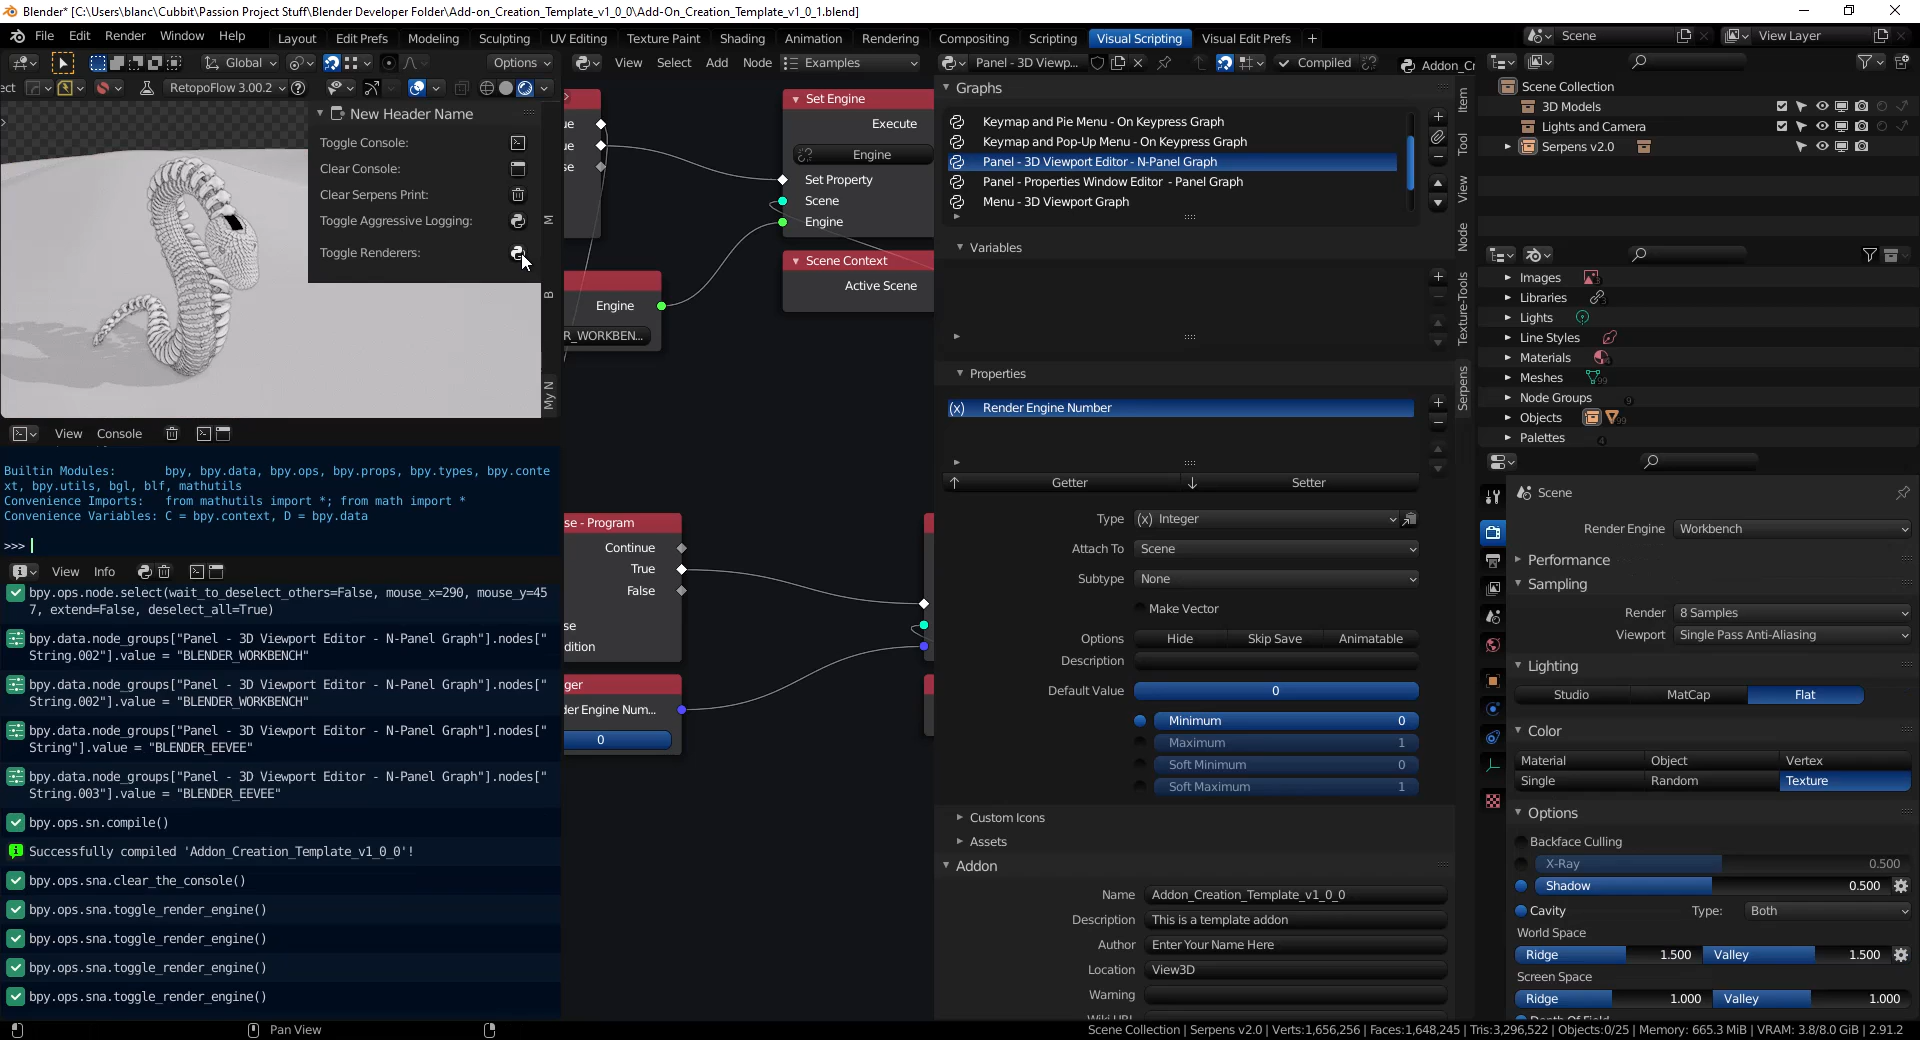 Blender* [C:\Users\blanc\Cubbit\Passion Project Stuff\Blender Developer Folder\Add-on_Creation_Template_v1_0_0\Add-On_Creation_Template_v1_0_1.blend]
File Edit Render Window Help
Layout Edit Prefs Modeling Sculpting UV Editing Texture Paint Shading Animation Rendering Compositing Scripting Visual Scripting Visual Edit Prefs +
Scene
View Layer
Global
Options
View Select Add Node Examples
Panel - 3D Viewp...
Compiled
Addon_Cr
ect
RetopoFlow 3.00.2
New Header Name
Toggle Console:
Clear Console:
Clear Serpens Print:
Toggle Aggressive Logging:
Toggle Renderers:
M
B
My N
ue
ue
se
Set Engine
Execute
Engine
Set Property
Scene
Engine
Scene Context
Active Scene
Engine
R_WORKBEN...
se - Program
Continue
True
False
se
dition
ger
der Engine Num...
0
Graphs
Keymap and Pie Menu - On Keypress Graph
Keymap and Pop-Up Menu - On Keypress Graph
Panel - 3D Viewport Editor - N-Panel Graph
Panel - Properties Window Editor - Panel Graph
Menu - 3D Viewport Graph
Variables
Properties
(x) Render Engine Number
Getter
Setter
Type (x) Integer
Attach To Scene
Subtype None
Make Vector
Options Hide Skip Save Animatable
Description
Default Value 0
Minimum 0
Maximum 1
Soft Minimum 0
Soft Maximum 1
Custom Icons
Assets
Addon
Name Addon_Creation_Template_v1_0_0
Description This is a template addon
Author Enter Your Name Here
Location View3D
Warning
Item
Tool
View
Node
Texture-Tools
Serpens
View Console
Builtin Modules: bpy, bpy.data, bpy.ops, bpy.props, bpy.types, bpy.conte
xt, bpy.utils, bgl, blf, mathutils
Convenience Imports: from mathutils import *; from math import *
Convenience Variables: C = bpy.context, D = bpy.data
>>>
View Info
bpy.ops.node.select(wait_to_deselect_others=False, mouse_x=290, mouse_y=45
7, extend=False, deselect_all=True)
bpy.data.node_groups["Panel - 3D Viewport Editor - N-Panel Graph"].nodes["
String.002"].value = "BLENDER_WORKBENCH"
bpy.data.node_groups["Panel - 3D Viewport Editor - N-Panel Graph"].nodes["
String.002"].value = "BLENDER_WORKBENCH"
bpy.data.node_groups["Panel - 3D Viewport Editor - N-Panel Graph"].nodes["
String"].value = "BLENDER_EEVEE"
bpy.data.node_groups["Panel - 3D Viewport Editor - N-Panel Graph"].nodes["
String.003"].value = "BLENDER_EEVEE"
bpy.ops.sn.compile()
Successfully compiled 'Addon_Creation_Template_v1_0_0'!
bpy.ops.sna.clear_the_console()
bpy.ops.sna.toggle_render_engine()
bpy.ops.sna.toggle_render_engine()
bpy.ops.sna.toggle_render_engine()
bpy.ops.sna.toggle_render_engine()
Scene Collection
3D Models
Lights and Camera
Serpens v2.0
Images
Libraries
Lights
Line Styles
Materials
Meshes
Node Groups
Objects
Palettes
Scene
Render Engine Workbench
Performance
Sampling
Render 8 Samples
Viewport Single Pass Anti-Aliasing
Lighting
Studio MatCap Flat
Color
Material Object Vertex
Single Random Texture
Options
Backface Culling
X-Ray 0.500
Shadow 0.500
Cavity Type: Both
World Space
Ridge 1.500 Valley 1.500
Screen Space
Ridge 1.000 Valley 1.000
Pan View
Scene Collection | Serpens v2.0 | Verts:1,656,256 | Faces:1,648,245 | Tris:3,296,522 | Objects:0/25 | Memory: 665.3 MiB | VRAM: 3.8/8.0 GiB | 2.91.2